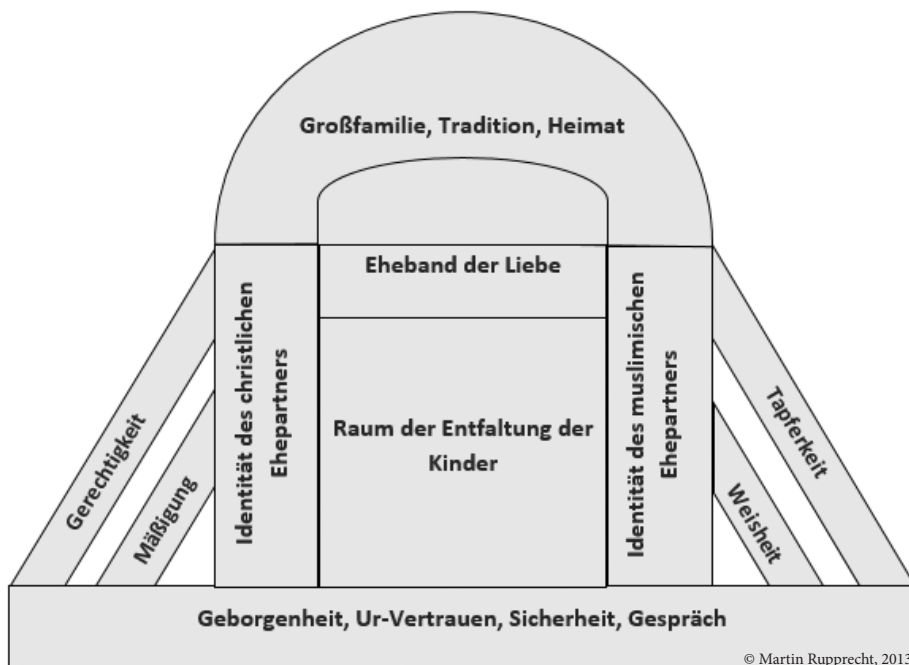 Großfamilie, Tradition, Heimat
Eheband der Liebe
Identität des christlichen
Ehepartners
Identität des muslimischen
Ehepartners
Raum der Entfaltung der
Kinder
Gerechtigkeit
Mäßigung
Tapferkeit
Weisheit
Geborgenheit, Ur-Vertrauen, Sicherheit, Gespräch
© Martin Rupprecht, 2013